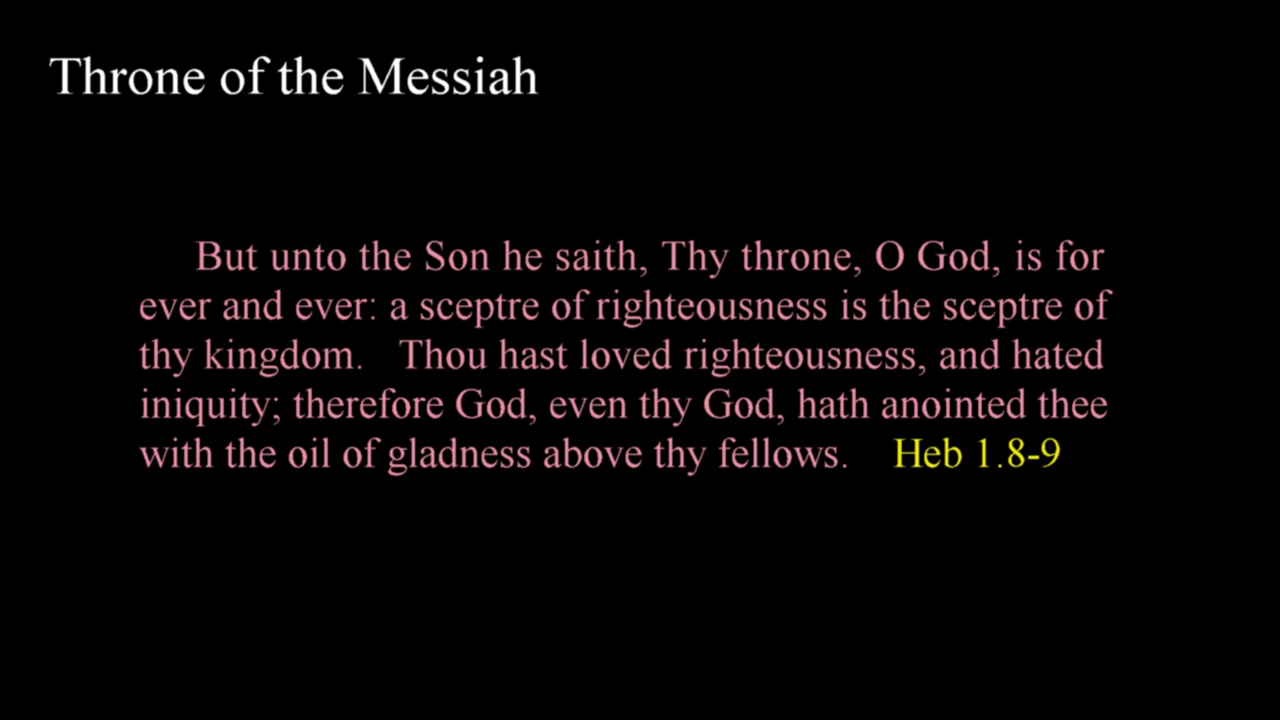 Throne of the Messiah
But unto the Son he saith, Thy throne, O God, is for
ever and ever: a sceptre of righteousness is the sceptre of
thy kingdom. Thou hast loved righteousness, and hated
iniquity; therefore God, even thy God, hath anointed thee
with the oil of gladness above thy fellows. Heb 1.8-9